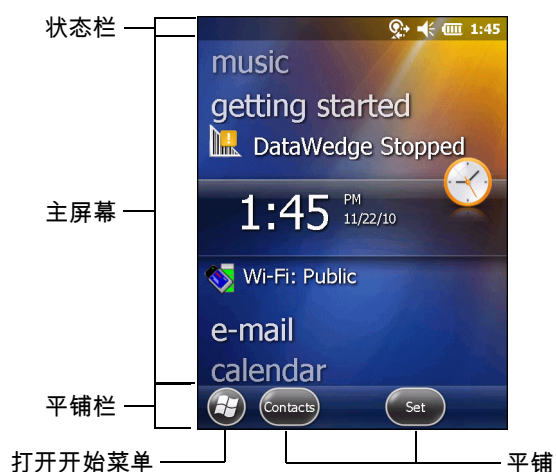 状态栏
1:45
music
getting started
DataWedge Stopped
主屏幕
1:45 PM
11/22/10
Wi-Fi: Public
e-mail
calendar
平铺栏
Contacts
Set
打开开始菜单
平铺